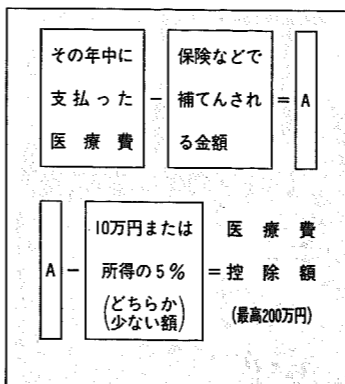 その年中に
支払った
医療費
−
保険などで
補てんされ
る金額
=
A
A
−
10万円または
所得の5%
(どちらか
少ない額)
=
医療費
控除額
(最高200万円)